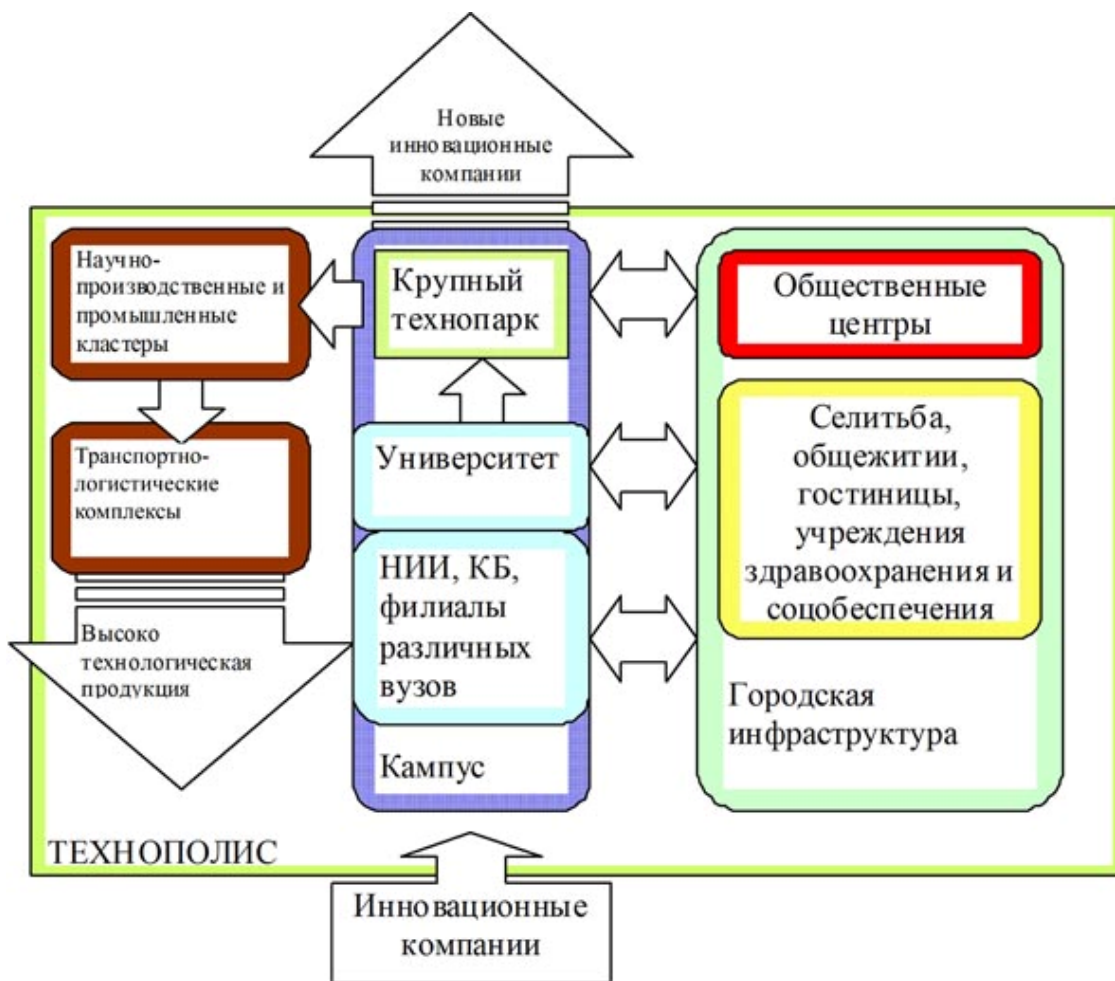 Новые
инновационные
компании
Научно-
производственные и
промышленные
кластеры
Крупный
технопарк
Общественные
центры
Транспортно-
логистические
комплексы
Университет
Селитьба,
общежитии,
гостиницы,
учреждения
здравоохранения и
соцобеспечения
Высоко
технологическая
продукция
НИИ, КБ,
филиалы
различных
вузов
Кампус
Городская
инфраструктура
ТЕХНОПОЛИС
Инновационные
компании